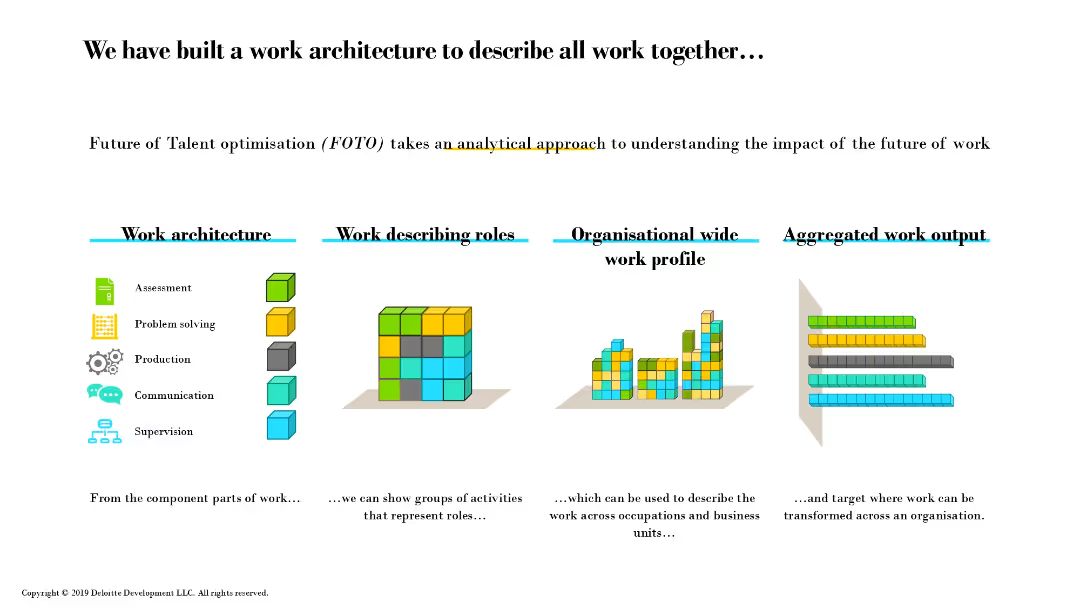 We have built a work architecture to describe all work together…
Future of Talent optimisation (FOTO) takes an analytical approach to understanding the impact of the future of work
Work architecture
Assessment
Problem solving
Production
Communication
Supervision
From the component parts of work…
Work describing roles
…we can show groups of activities
that represent roles…
Organisational wide
work profile
…which can be used to describe the
work across occupations and business
units…
Aggregated work output
…and target where work can be
transformed across an organisation.
Copyright © 2019 Deloitte Development LLC. All rights reserved.